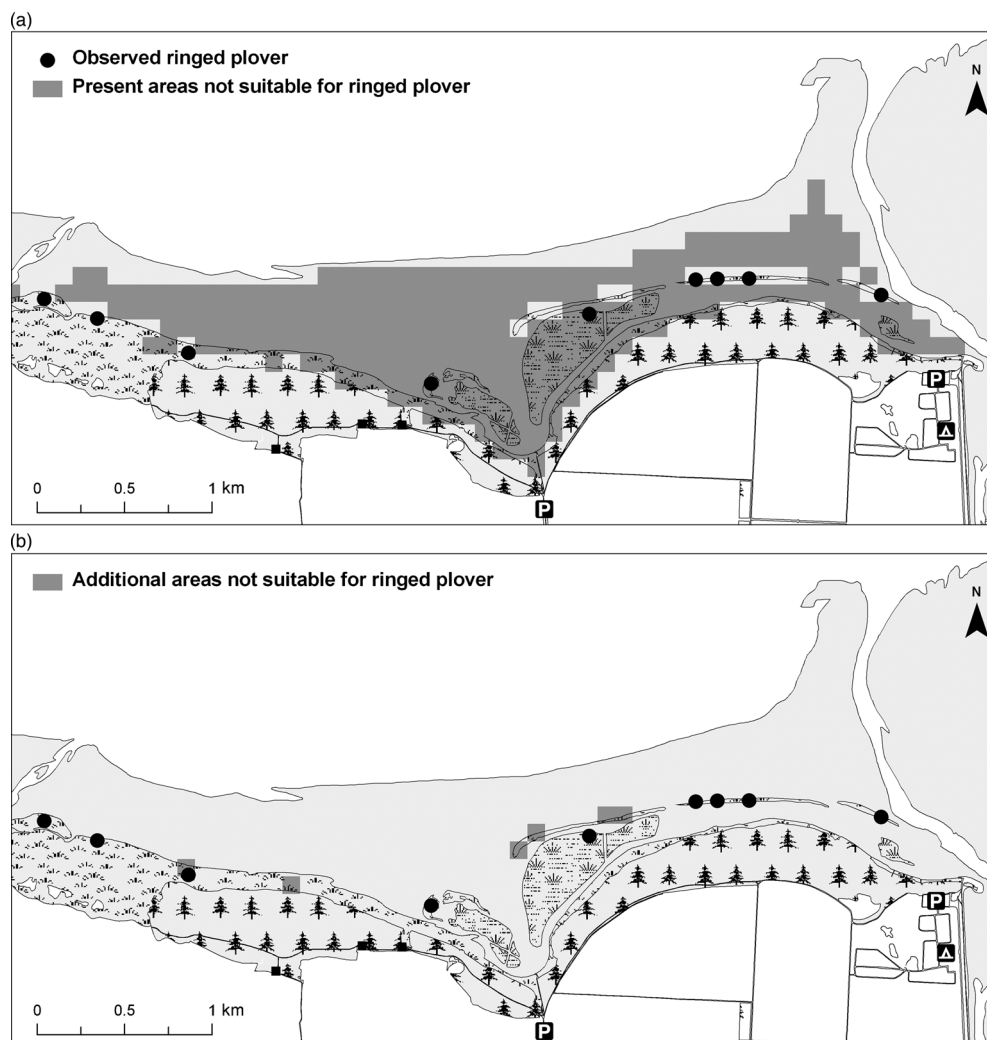 (a)
Observed ringed plover
Present areas not suitable for ringed plover
N
P
0 0.5 1 km
P
(b)
Additional areas not suitable for ringed plover
N
P
0 0.5 1 km
P